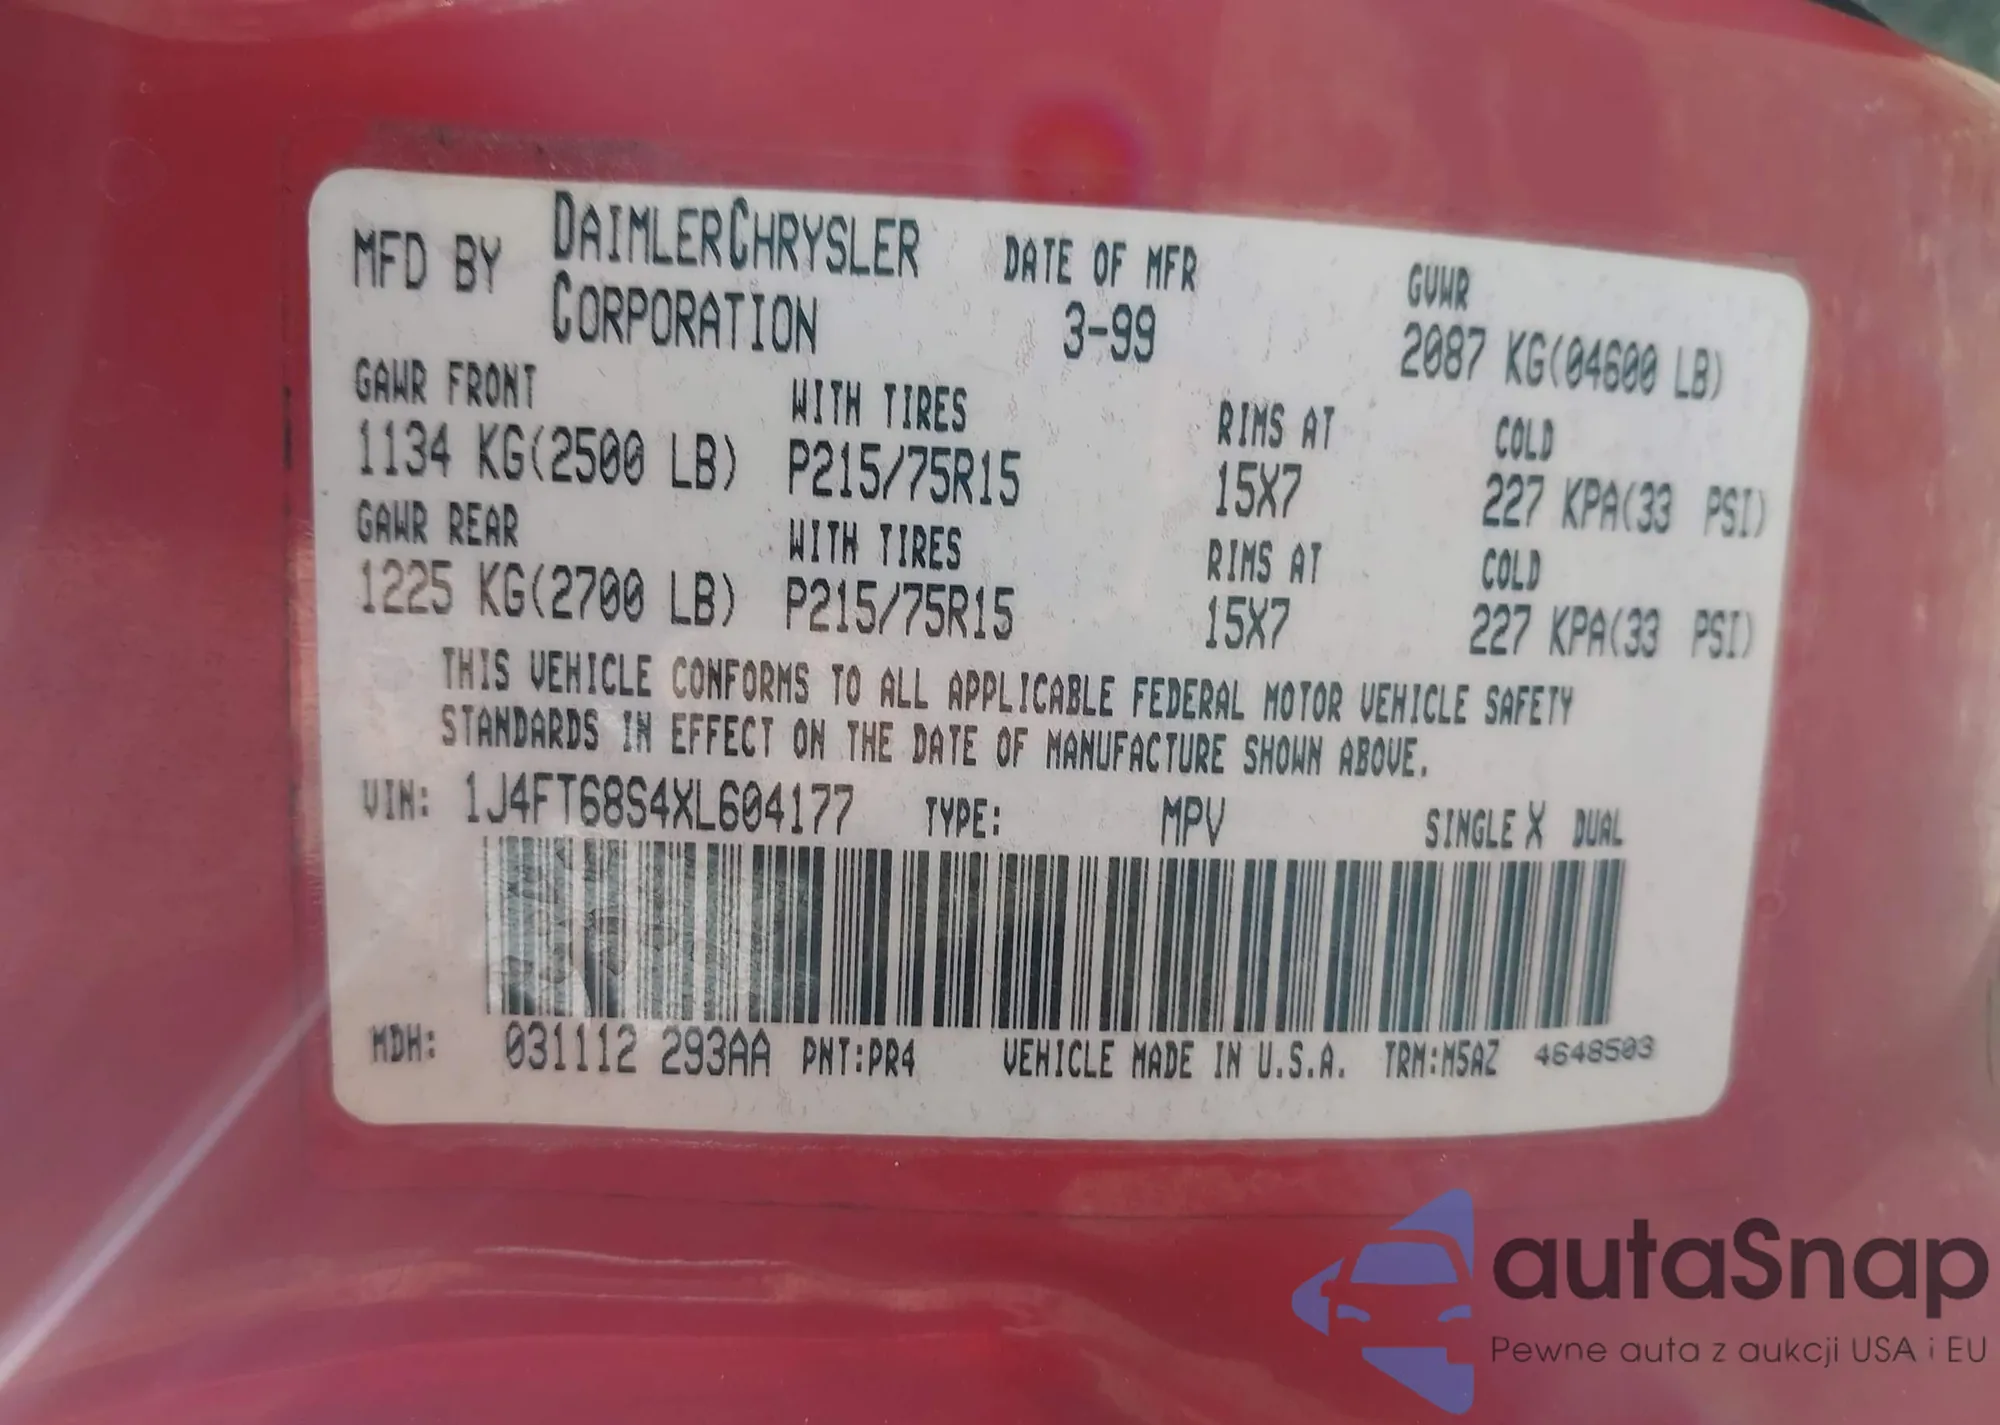 MFD BY DAIMLERCHRYSLER CORPORATION DATE OF MFR 3-99 GVWR 2087 KG(04600 LB)
GAWR FRONT WITH TIRES RIMS AT COLD
1134 KG(2500 LB) P215/75R15 15X7 227 KPA(33 PSI)
GAWR REAR WITH TIRES RIMS AT COLD
1225 KG(2700 LB) P215/75R15 15X7 227 KPA(33 PSI)
THIS VEHICLE CONFORMS TO ALL APPLICABLE FEDERAL MOTOR VEHICLE SAFETY
STANDARDS IN EFFECT ON THE DATE OF MANUFACTURE SHOWN ABOVE.
VIN: 1J4FT68S4XL604177 TYPE: MPV SINGLE X DUAL
MDH: 031112 293AA PNT:PR4 VEHICLE MADE IN U.S.A. TRM:M5AZ 4648503
autaSnap
Pewne auta z aukcji USA i EU